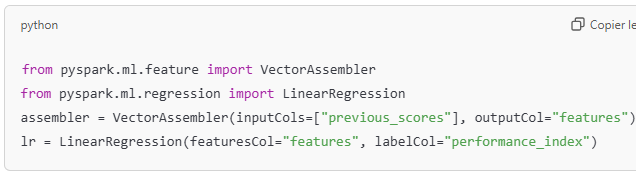 python
Copier le
from pyspark.ml.feature import VectorAssembler
from pyspark.ml.regression import LinearRegression
assembler = VectorAssembler(inputCols=["previous_scores"], outputCol="features")
lr = LinearRegression(featuresCol="features", labelCol="performance_index")